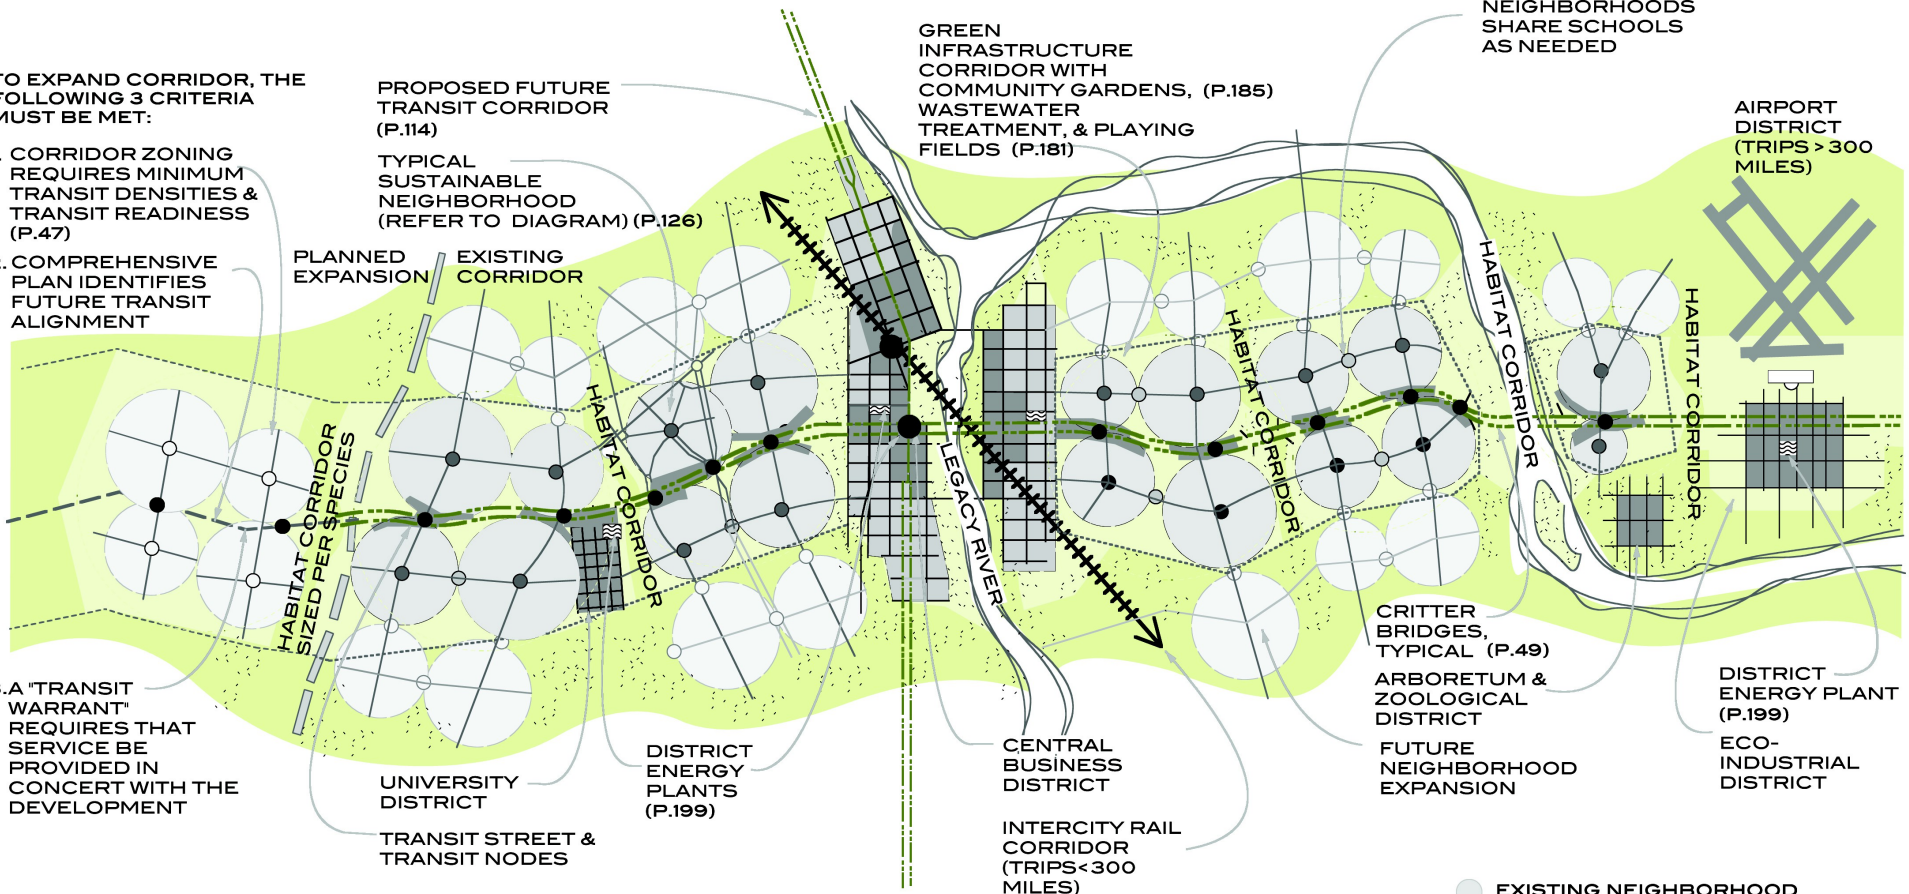 TO EXPAND CORRIDOR, THE
FOLLOWING 3 CRITERIA
MUST BE MET:
. CORRIDOR ZONING
REQUIRES MINIMUM
TRANSIT DENSITIES &
TRANSIT READINESS
(P.47)
. COMPREHENSIVE
PLAN IDENTIFIES
FUTURE TRANSIT
ALIGNMENT
.A "TRANSIT
WARRANT"
REQUIRES THAT
SERVICE BE
PROVIDED IN
CONCERT WITH THE
DEVELOPMENT
PLANNED
EXPANSION
EXISTING
CORRIDOR
PROPOSED FUTURE
TRANSIT CORRIDOR
(P.114)
TYPICAL
SUSTAINABLE
NEIGHBORHOOD
(REFER TO DIAGRAM) (P.126)
GREEN
INFRASTRUCTURE
CORRIDOR WITH
COMMUNITY GARDENS, (P.185)
WASTEWATER
TREATMENT, & PLAYING
FIELDS (P.181)
NEIGHBORHOODS
SHARE SCHOOLS
AS NEEDED
AIRPORT
DISTRICT
(TRIPS > 300
MILES)
HABITAT CORRIDOR
SIZED PER SPECIES
HABITAT CORRIDOR
LEGACY RIVER
HABITAT CORRIDOR
HABITAT CORRIDOR
HABITAT CORRIDOR
UNIVERSITY
DISTRICT
TRANSIT STREET &
TRANSIT NODES
DISTRICT
ENERGY
PLANTS
(P.199)
CENTRAL
BUSINESS
DISTRICT
INTERCITY RAIL
CORRIDOR
(TRIPS<300
MILES)
CRITTER
BRIDGES,
TYPICAL (P.49)
ARBORETUM &
ZOOLOGICAL
DISTRICT
FUTURE
NEIGHBORHOOD
EXPANSION
DISTRICT
ENERGY PLANT
(P.199)
ECO-
INDUSTRIAL
DISTRICT
EXISTING NEIGHBORHOOD